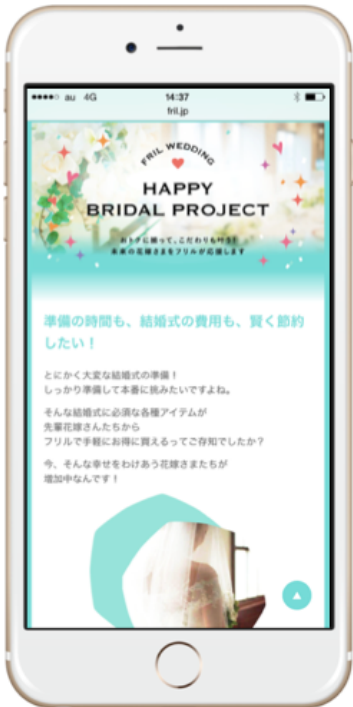 au 4G 14:37
fril.jp
FRIL WEDDING
HAPPY
BRIDAL PROJECT
おトクに揃って、こだわりも叶う!
未来の花嫁さまをフリルが応援します
準備の時間も、結婚式の費用も、賢く節約
したい！
とにかく大変な結婚式の準備！
しっかり準備して本番に挑みたいですよね。
そんな結婚式に必須な各種アイテムが
先輩花嫁さんたちから
フリルで手軽にお得に買えるってご存知でしたか？
今、そんな幸せをわけあう花嫁さまたちが
増加中なんです！